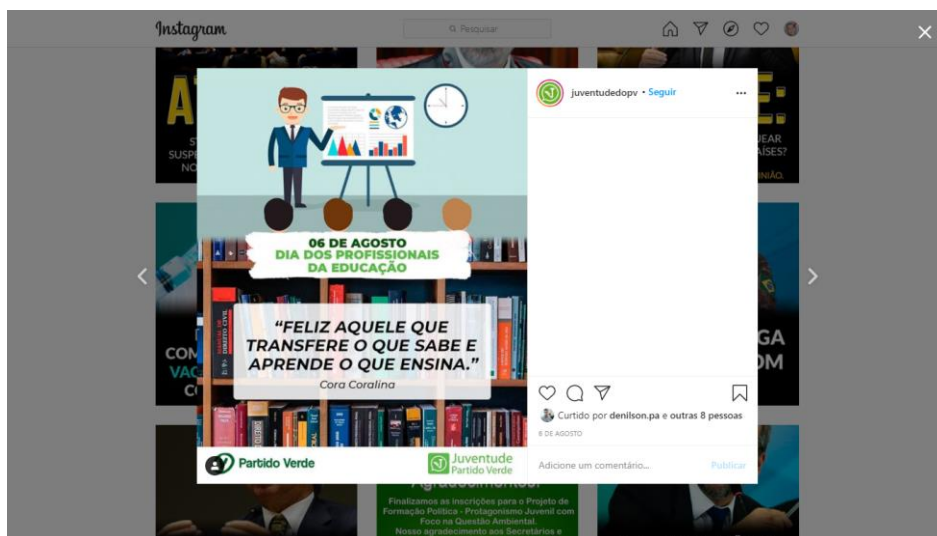 Instagram
Pesquisar
juventudedopv • Seguir
06 DE AGOSTO
DIA DOS PROFISSIONAIS
DA EDUCAÇÃO
“FELIZ AQUELE QUE
TRANSFERE O QUE SABE E
APRENDE O QUE ENSINA.”
Cora Coralina
Partido Verde
Juventude
Partido Verde
Curtido por denilson.pa e outras 8 pessoas
6 DE AGOSTO
Adicione um comentário...
Publicar
Finalizamos as inscrições para o Projeto de
Formação Política - Protagonismo Juvenil com
Foco na Questão Ambiental.
Nosso agradecimento aos Secretários e